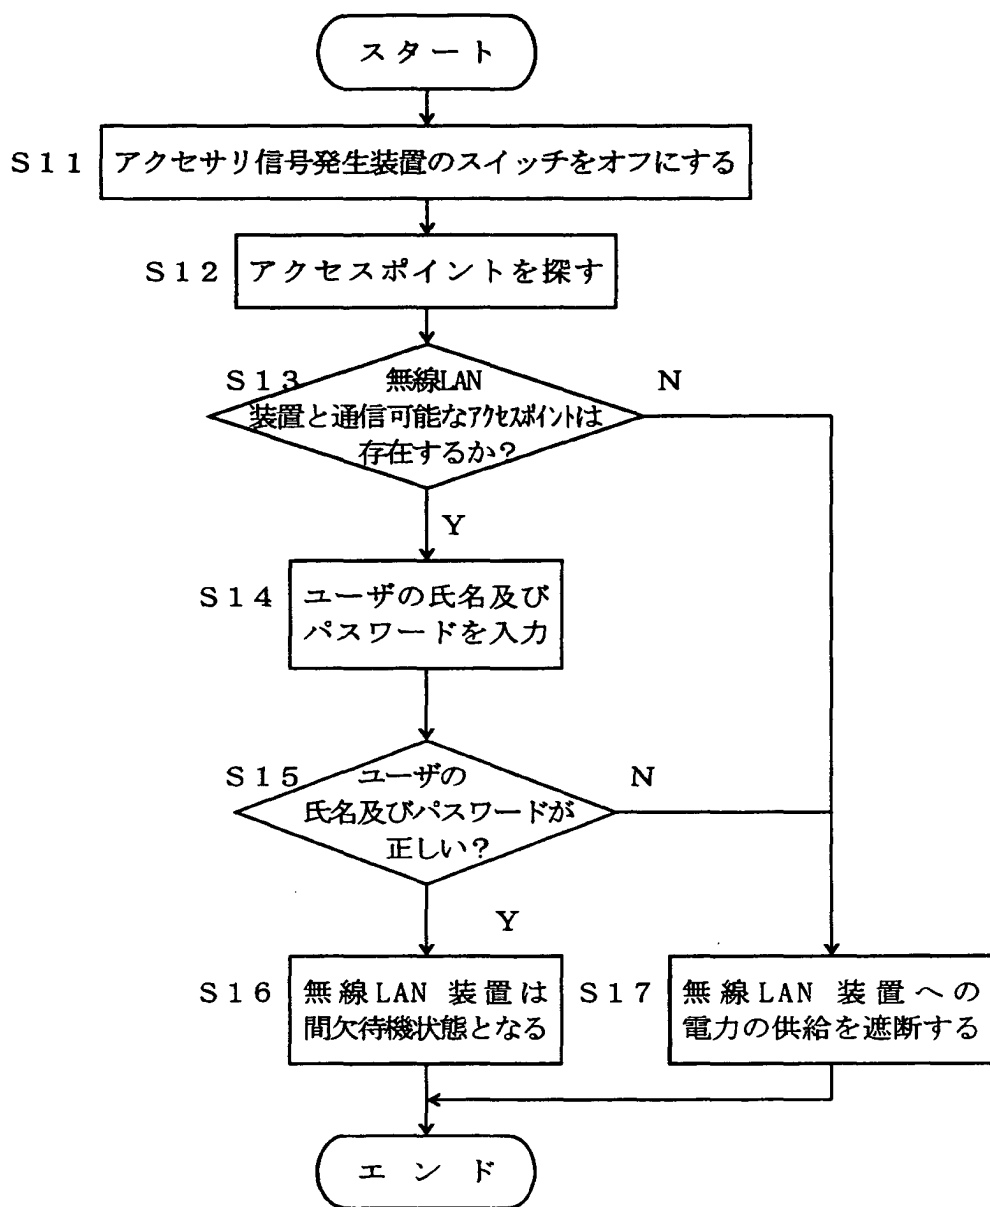 スタート
S11 アクセサリ信号発生装置のスイッチをオフにする
S12 アクセスポイントを探す
S13 無線LAN
装置と通信可能なアクセスポイントは
存在するか?
N
Y
S14 ユーザの氏名及び
パスワードを入力
S15 ユーザの
氏名及びパスワードが
正しい?
N
Y
S16 無線LAN 装置は
間欠待機状態となる
S17 無線LAN 装置への
電力の供給を遮断する
エンド